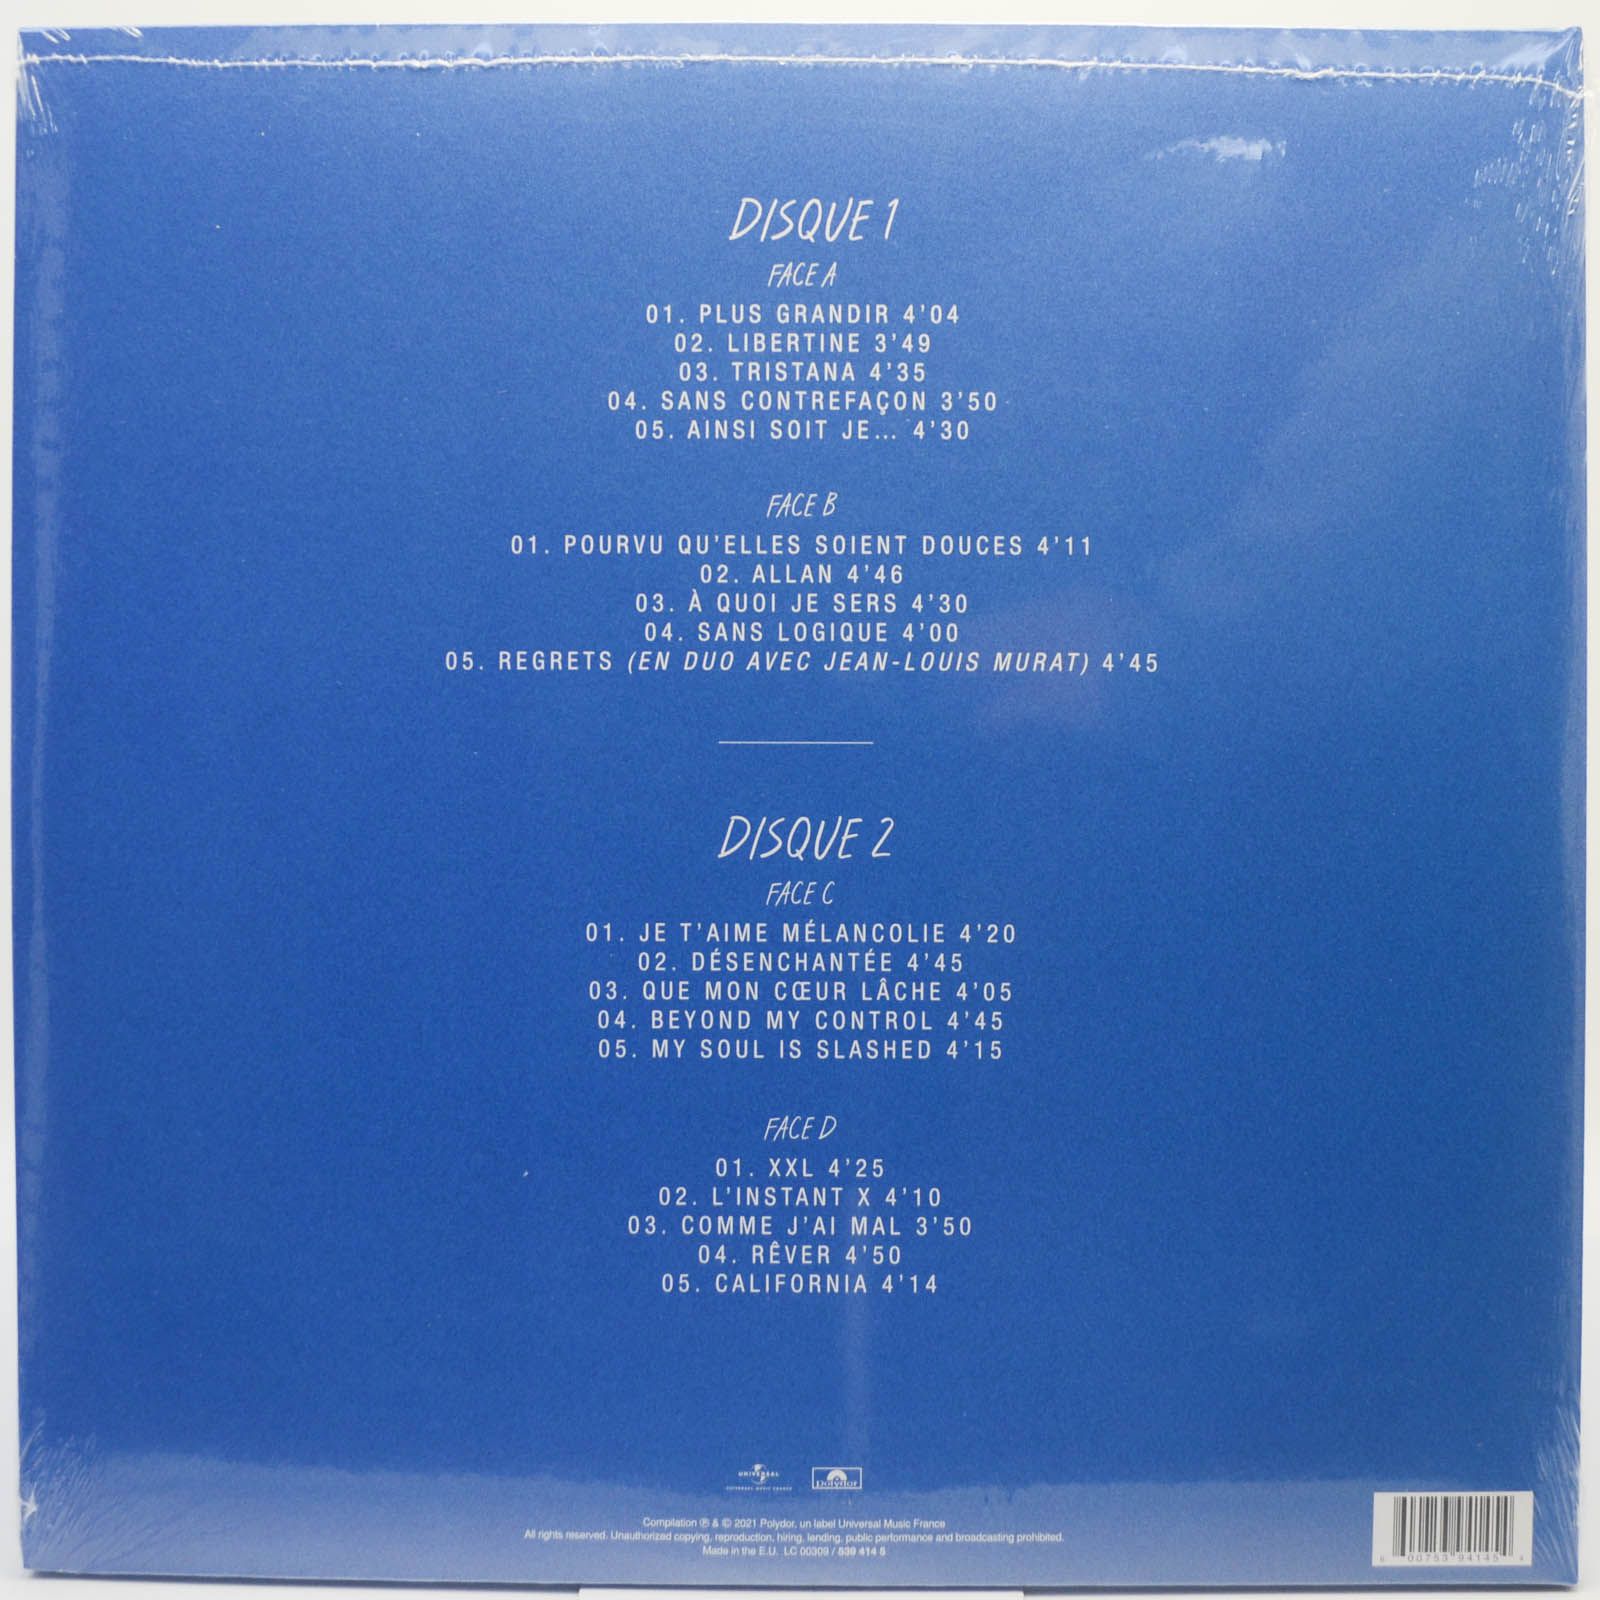 DISQUE 1
FACE A
01. PLUS GRANDIR 4'04
02. LIBERTINE 3'49
03. TRISTANA 4'35
04. SANS CONTREFAÇON 3'50
05. AINSI SOIT JE... 4'30
FACE B
01. POURVU QU'ELLES SOIENT DOUCES 4'11
02. ALLAN 4'46
03. À QUOI JE SERS 4'30
04. SANS LOGIQUE 4'00
05. REGRETS (EN DUO AVEC JEAN-LOUIS MURAT) 4'45
DISQUE 2
FACE C
01. JE T'AIME MÉLANCOLIE 4'20
02. DÉSENCHANTÉE 4'45
03. QUE MON CŒUR LÂCHE 4'05
04. BEYOND MY CONTROL 4'45
05. MY SOUL IS SLASHED 4'15
FACE D
01. XXL 4'25
02. L'INSTANT X 4'10
03. COMME J'AI MAL 3'50
04. RÊVER 4'50
05. CALIFORNIA 4'14
UNIVERSAL
UNIVERSAL MUSIC FRANCE
Polydor
Compilation ℗ & © 2021 Polydor, un label Universal Music France
All rights reserved. Unauthorized copying, reproduction, hiring, lending, public performance and broadcasting prohibited.
Made in the E.U. LC 00309 / 539 414 5
00753 94145